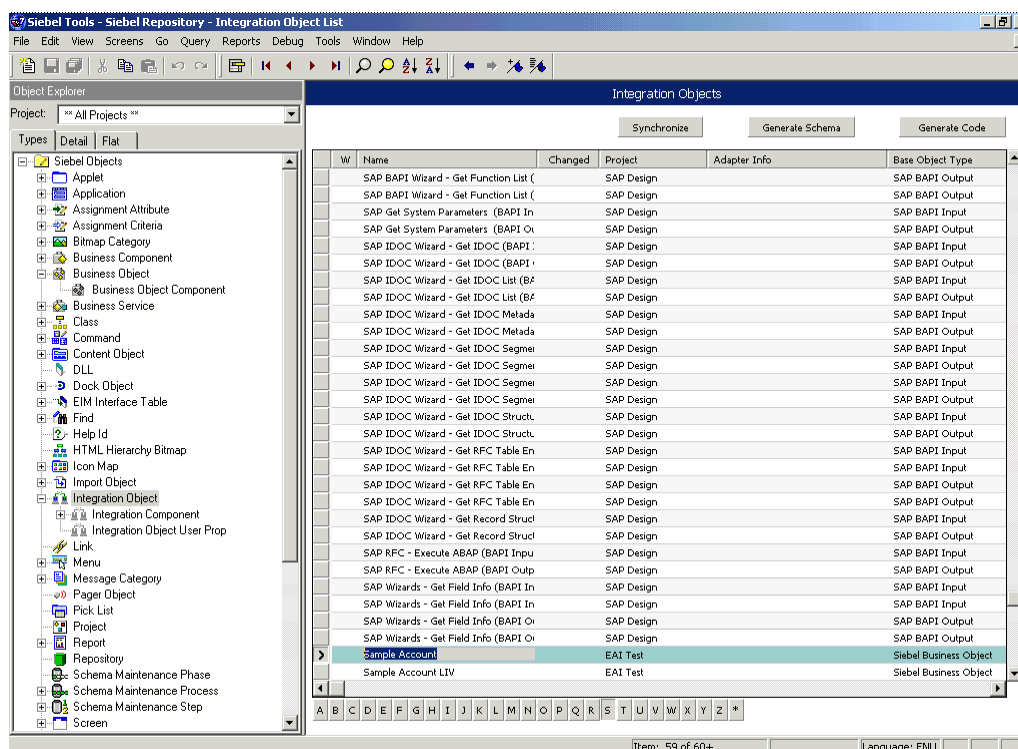 Siebel Tools - Siebel Repository - Integration Object List
File Edit View Screens Go Query Reports Debug Tools Window Help
Object Explorer
Integration Objects
Project: ** All Projects **
Synchronize Generate Schema Generate Code
Types Detail Flat
W Name Changed Project Adapter Info Base Object Type
Siebel Objects
Applet
Application
Assignment Attribute
Assignment Criteria
Bitmap Category
Business Component
Business Object
Business Object Component
Business Service
Class
Command
Content Object
DLL
Dock Object
EIM Interface Table
Find
Help Id
HTML Hierarchy Bitmap
Icon Map
Import Object
Integration Object
Integration Component
Integration Object User Prop
Link
Menu
Message Category
Pager Object
Pick List
Project
Report
Repository
Schema Maintenance Phase
Schema Maintenance Process
Schema Maintenance Step
Screen
SAP BAPI Wizard - Get Function List ( SAP Design SAP BAPI Output
SAP BAPI Wizard - Get Function List ( SAP Design SAP BAPI Output
SAP Get System Parameters (BAPI In SAP Design SAP BAPI Input
SAP Get System Parameters (BAPI Ou SAP Design SAP BAPI Output
SAP IDOC Wizard - Get IDOC (BAPI SAP Design SAP BAPI Input
SAP IDOC Wizard - Get IDOC (BAPI SAP Design SAP BAPI Output
SAP IDOC Wizard - Get IDOC List (BA SAP Design SAP BAPI Input
SAP IDOC Wizard - Get IDOC List (BA SAP Design SAP BAPI Output
SAP IDOC Wizard - Get IDOC Metada SAP Design SAP BAPI Input
SAP IDOC Wizard - Get IDOC Metada SAP Design SAP BAPI Output
SAP IDOC Wizard - Get IDOC Segmei SAP Design SAP BAPI Input
SAP IDOC Wizard - Get IDOC Segmei SAP Design SAP BAPI Output
SAP IDOC Wizard - Get IDOC Segmei SAP Design SAP BAPI Input
SAP IDOC Wizard - Get IDOC Segmei SAP Design SAP BAPI Output
SAP IDOC Wizard - Get IDOC Structu SAP Design SAP BAPI Input
SAP IDOC Wizard - Get IDOC Structu SAP Design SAP BAPI Output
SAP IDOC Wizard - Get RFC Table En SAP Design SAP BAPI Input
SAP IDOC Wizard - Get RFC Table En SAP Design SAP BAPI Input
SAP IDOC Wizard - Get RFC Table En SAP Design SAP BAPI Output
SAP IDOC Wizard - Get RFC Table En SAP Design SAP BAPI Output
SAP IDOC Wizard - Get Record Struct SAP Design SAP BAPI Input
SAP IDOC Wizard - Get Record Struct SAP Design SAP BAPI Output
SAP RFC - Execute ABAP (BAPI Inpu SAP Design SAP BAPI Input
SAP RFC - Execute ABAP (BAPI Outp SAP Design SAP BAPI Output
SAP Wizards - Get Field Info (BAPI In SAP Design SAP BAPI Input
SAP Wizards - Get Field Info (BAPI In SAP Design SAP BAPI Input
SAP Wizards - Get Field Info (BAPI Ou SAP Design SAP BAPI Output
SAP Wizards - Get Field Info (BAPI Ou SAP Design SAP BAPI Output
Sample Account EAI Test Siebel Business Object
Sample Account LIV EAI Test Siebel Business Object
A B C D E F G H I J K L M N O P Q R S T U V W X Y Z *
Item: 59 of 60+ Language: ENU